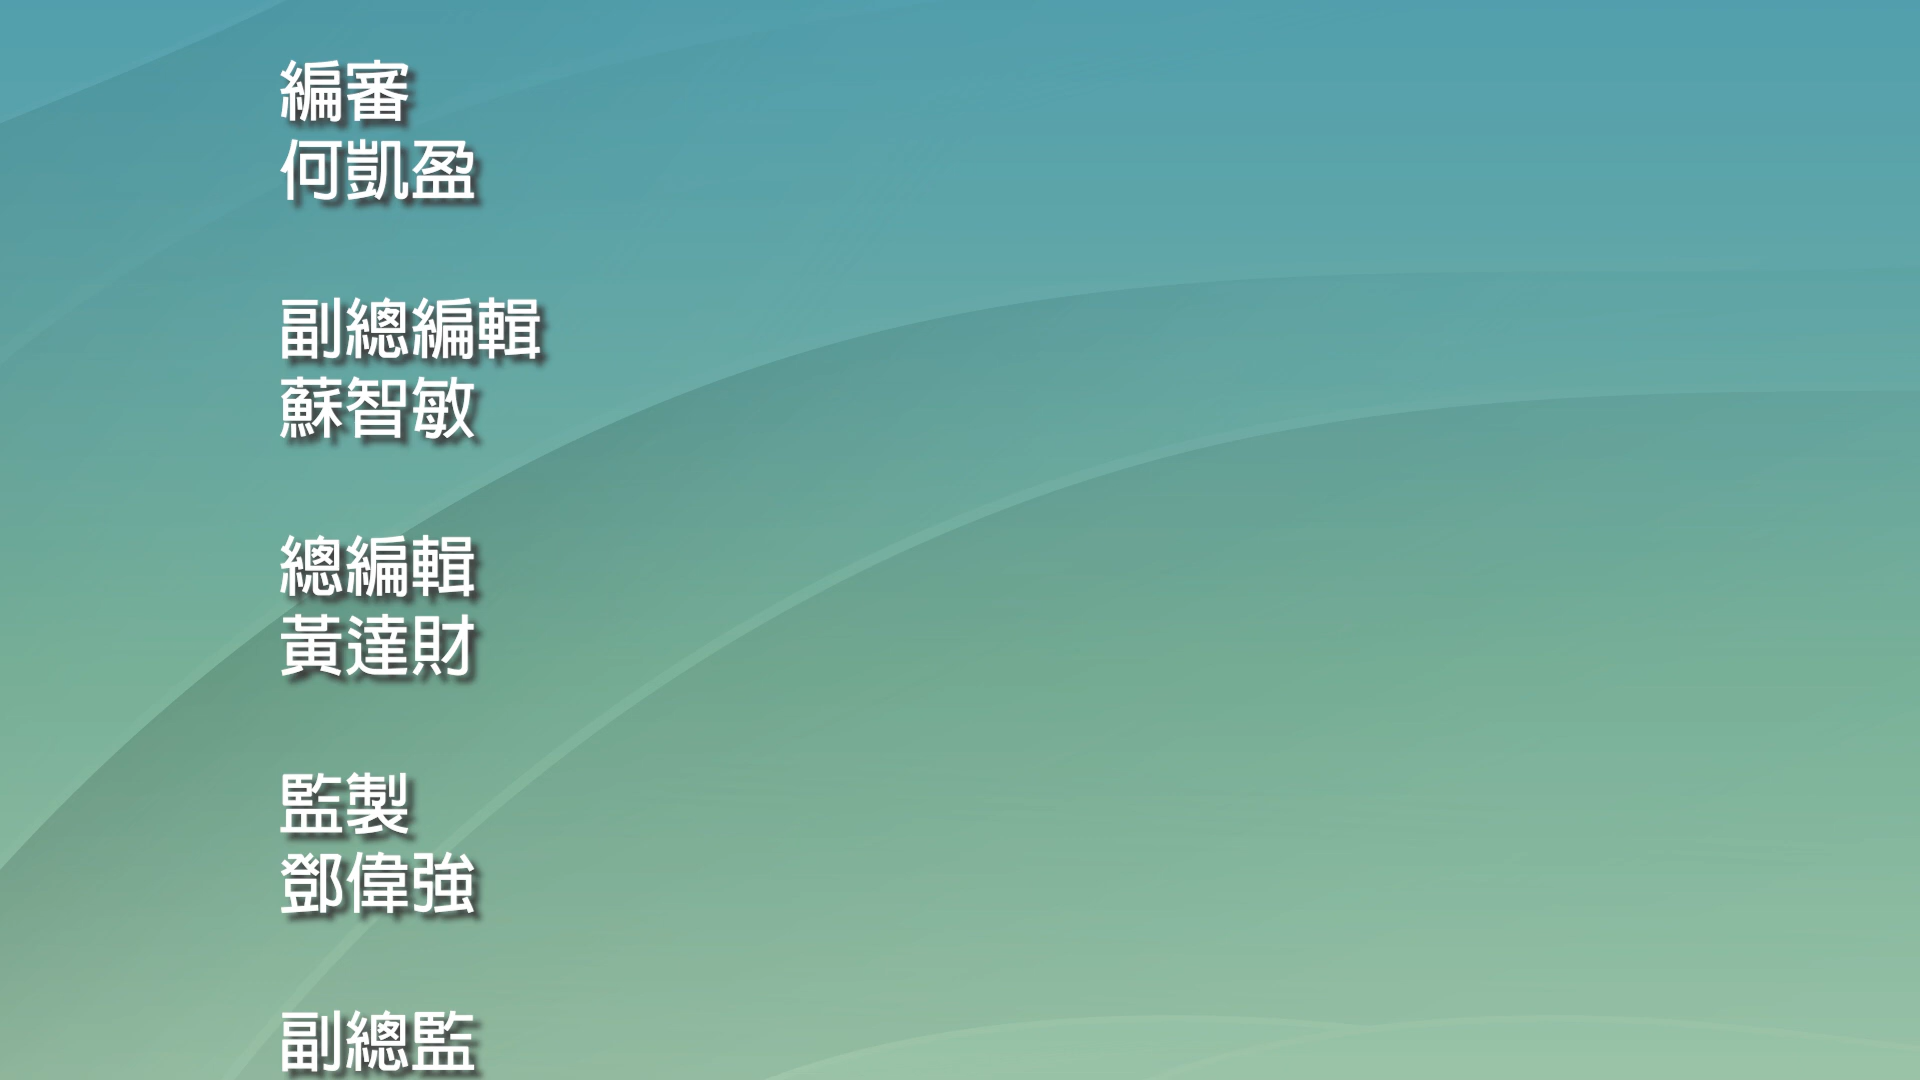 編審
何凱盈
副總編輯
蘇智敏
總編輯
黃達財
監製
鄧偉強
副總監